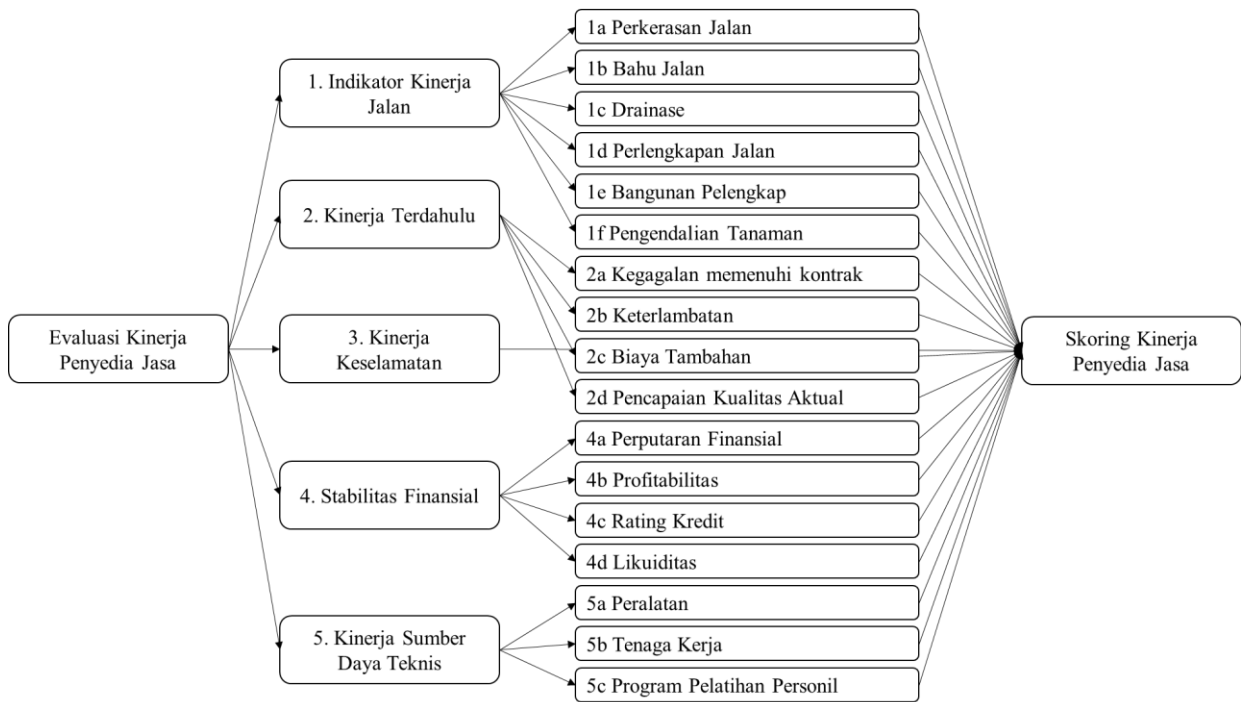 Evaluasi Kinerja
Penyedia Jasa
1. Indikator Kinerja
Jalan
2. Kinerja Terdahulu
3. Kinerja
Keselamatan
4. Stabilitas Finansial
5. Kinerja Sumber
Daya Teknis
1a Perkerasan Jalan
1b Bahu Jalan
1c Drainase
1d Perlengkapan Jalan
1e Bangunan Pelengkap
1f Pengendalian Tanaman
2a Kegagalan memenuhi kontrak
2b Keterlambatan
2c Biaya Tambahan
2d Pencapaian Kualitas Aktual
4a Perputaran Finansial
4b Profitabilitas
4c Rating Kredit
4d Likuiditas
5a Peralatan
5b Tenaga Kerja
5c Program Pelatihan Personil
Skoring Kinerja
Penyedia Jasa